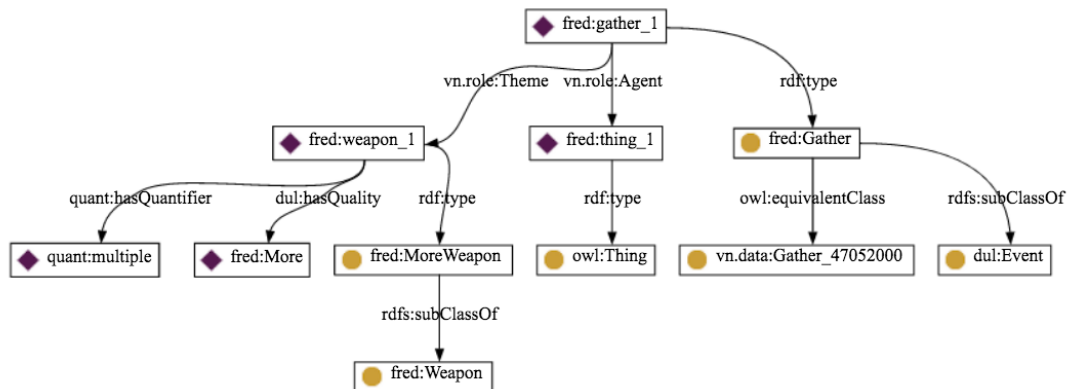 fred:gather_1
vn.role:Theme
vn.role:Agent
rdf:type
fred:weapon_1
fred:thing_1
fred:Gather
quant:hasQuantifier
dul:hasQuality
rdf:type
rdf:type
owl:equivalentClass
rdfs:subClassOf
quant:multiple
fred:More
fred:MoreWeapon
owl:Thing
vn.data:Gather_47052000
dul:Event
rdfs:subClassOf
fred:Weapon